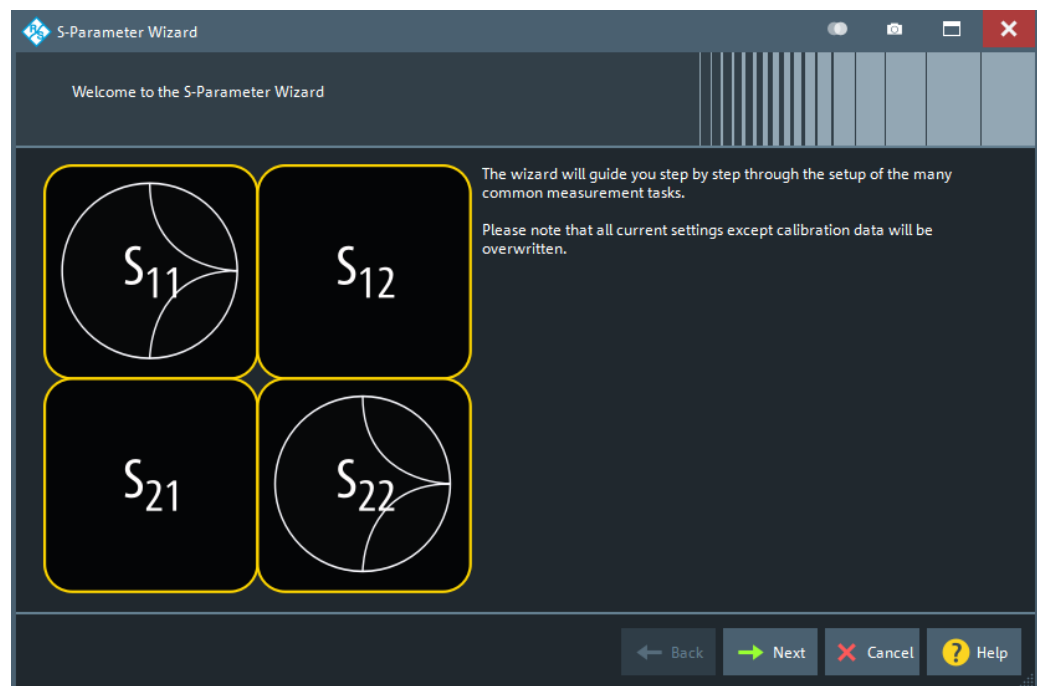 S-Parameter Wizard
Welcome to the S-Parameter Wizard
S11
S12
S21
S22
The wizard will guide you step by step through the setup of the many
common measurement tasks.
Please note that all current settings except calibration data will be
overwritten.
Back
Next
Cancel
? Help